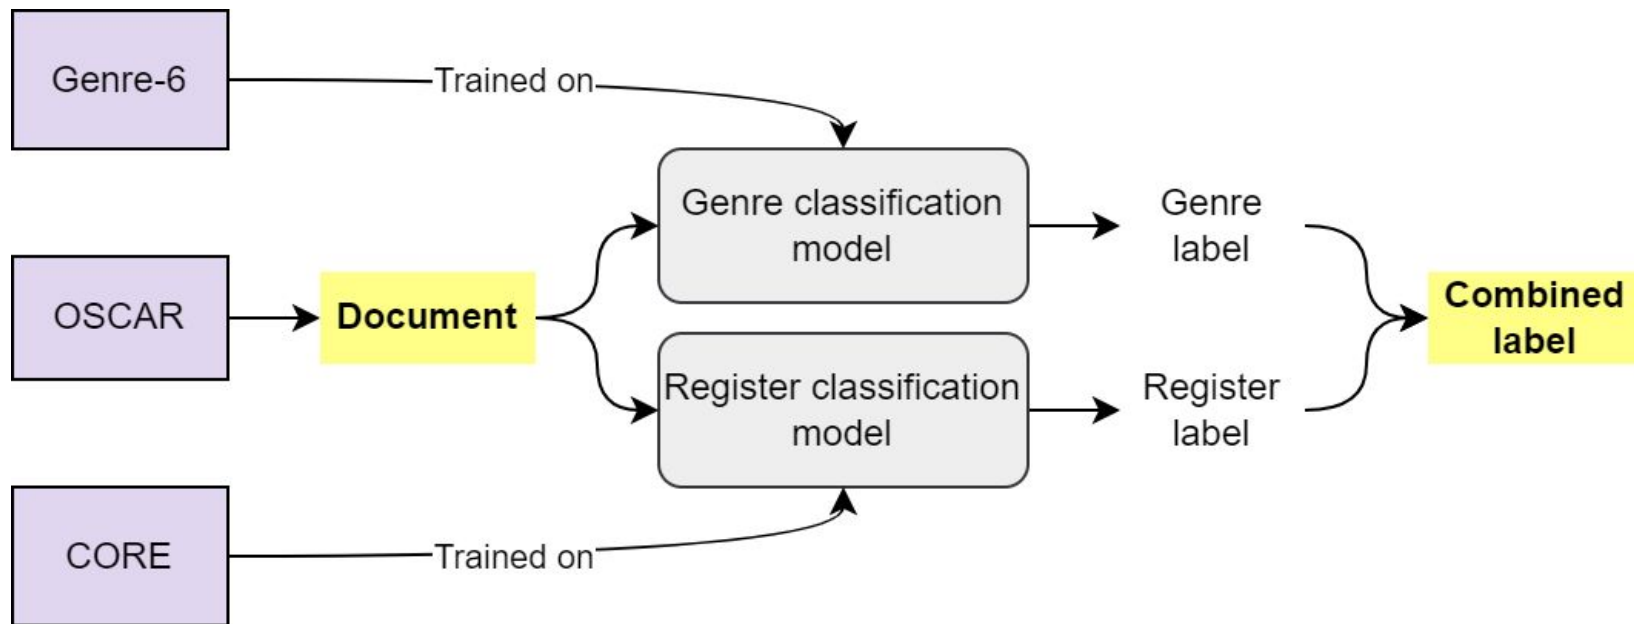 Genre-6
Trained on
Genre classification
model
Genre
label
OSCAR
Document
Combined
label
Register classification
model
Register
label
CORE
Trained on